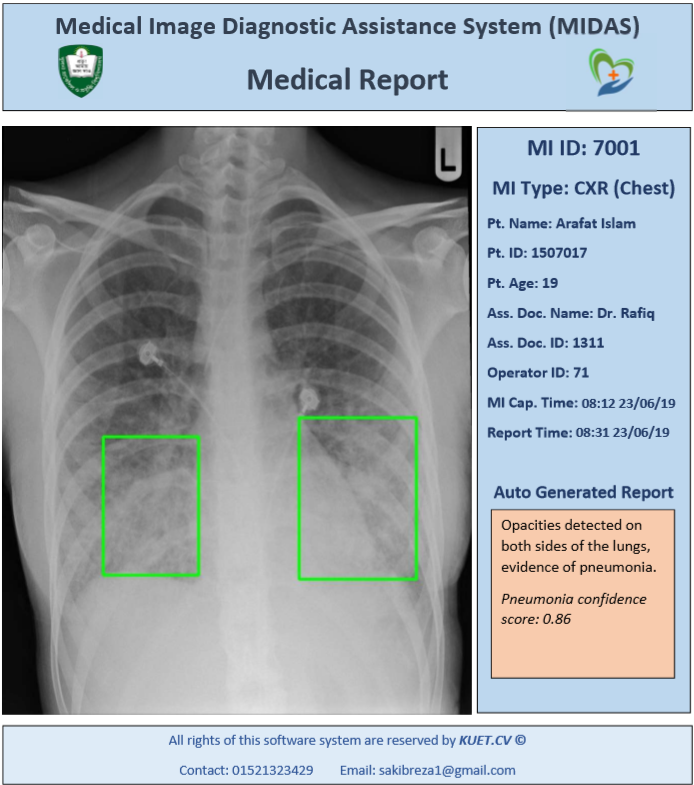 Medical Image Diagnostic Assistance System (MIDAS)
Medical Report
L
MI ID: 7001
MI Type: CXR (Chest)
Pt. Name: Arafat Islam
Pt. ID: 1507017
Pt. Age: 19
Ass. Doc. Name: Dr. Rafiq
Ass. Doc. ID: 1311
Operator ID: 71
MI Cap. Time: 08:12 23/06/19
Report Time: 08:31 23/06/19
Auto Generated Report
Opacities detected on
both sides of the lungs,
evidence of pneumonia.
Pneumonia confidence
score: 0.86
All rights of this software system are reserved by KUET.CV ©
Contact: 01521323429 Email: sakibreza1@gmail.com